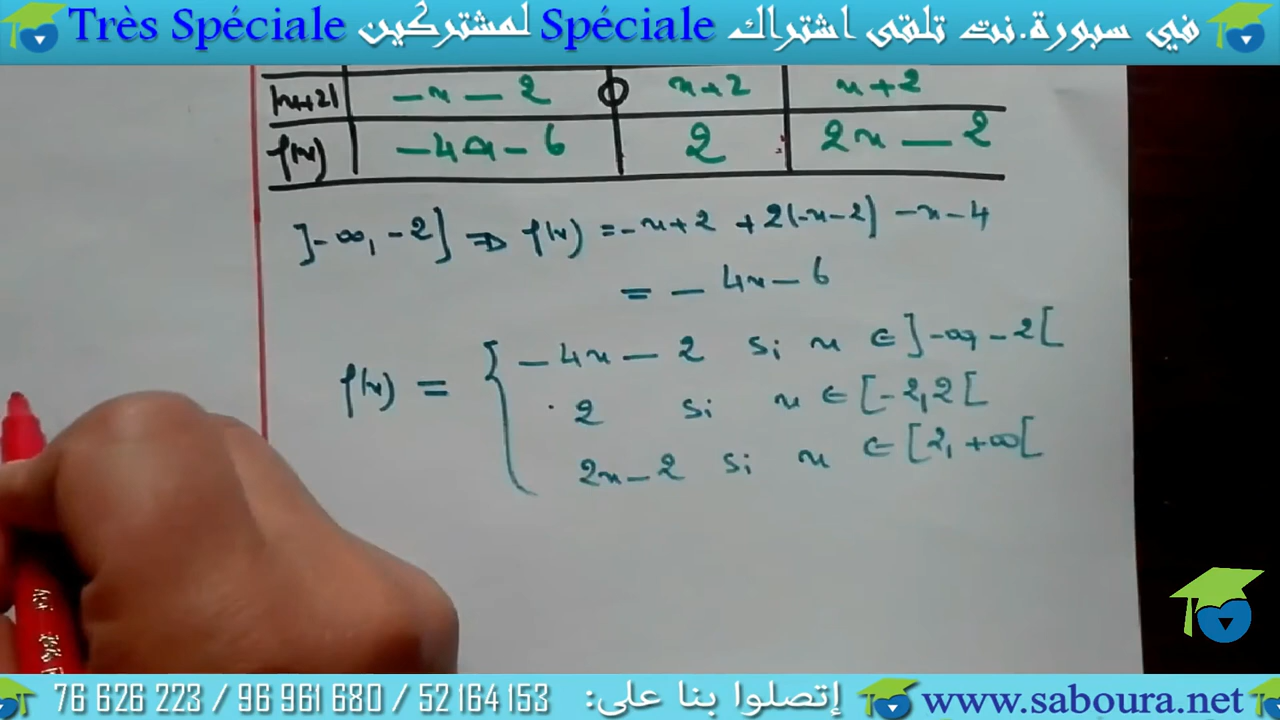 في سبورة.نت تلقى اشتراك Spéciale لمشتركين Très Spéciale
|x+2| -x - 2 0 x+2 x+2
f(x) -4x - 6 2 2x - 2
]-∞, -2] ⇒ f(x) = -x+2 +2(-x-2) -x-4
= -4x - 6
f(x) = { -4x - 2 si x ∈ ]-∞, -2[
2 si x ∈ [-2, 2[
2x - 2 si x ∈ [2, +∞[
76 626 223 / 96 961 680 / 52 164 153 إتصلوا بنا على: www.saboura.net